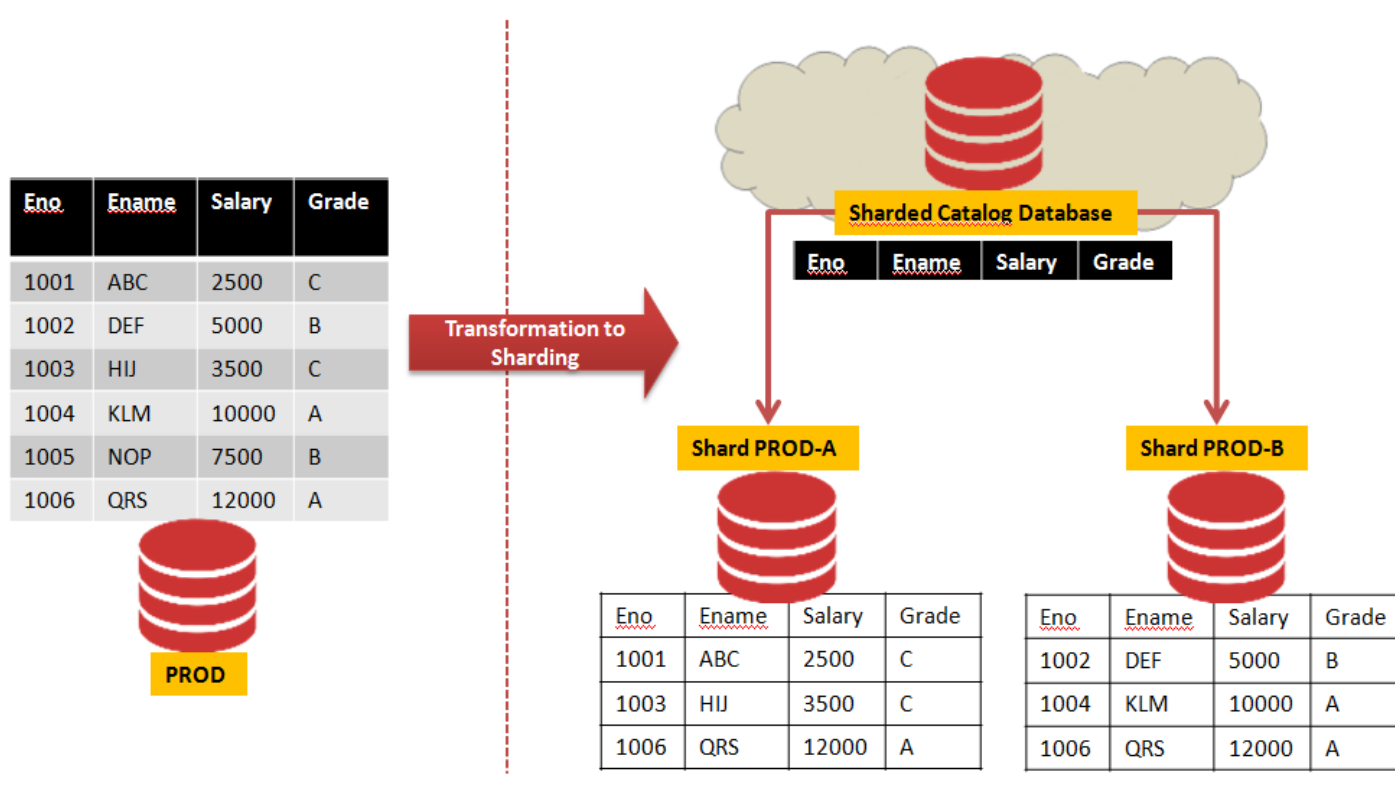 Eno Ename Salary Grade
1001 ABC 2500 C
1002 DEF 5000 B
1003 HIJ 3500 C
1004 KLM 10000 A
1005 NOP 7500 B
1006 QRS 12000 A
PROD
Transformation to
Sharding
Sharded Catalog Database
Eno Ename Salary Grade
Shard PROD-A
Eno Ename Salary Grade
1001 ABC 2500 C
1003 HIJ 3500 C
1006 QRS 12000 A
Shard PROD-B
Eno Ename Salary Grade
1002 DEF 5000 B
1004 KLM 10000 A
1006 QRS 12000 A